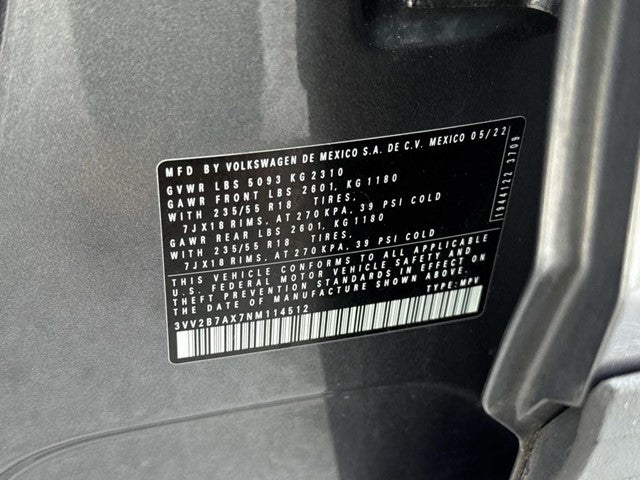 MFD BY VOLKSWAGEN DE MEXICO S.A. DE C.V. MEXICO 05/22
GVWR LBS 5093 KG 2310
GAWR FRONT LBS 2601, KG 1180
WITH 235/55 R18 TIRES,
7JX18 RIMS, AT 270 KPA, 39 PSI COLD
GAWR REAR LBS 2601, KG 1180
WITH 235/55 R18 TIRES,
7JX18 RIMS, AT 270 KPA, 39 PSI COLD
THIS VEHICLE CONFORMS TO ALL APPLICABLE
U.S. FEDERAL MOTOR VEHICLE SAFETY AND
THEFT PREVENTION STANDARDS IN EFFECT ON
THE DATE OF MANUFACTURE SHOWN ABOVE.
3VV2B7AX7NM114512 TYPE: MPV
1944122 3709